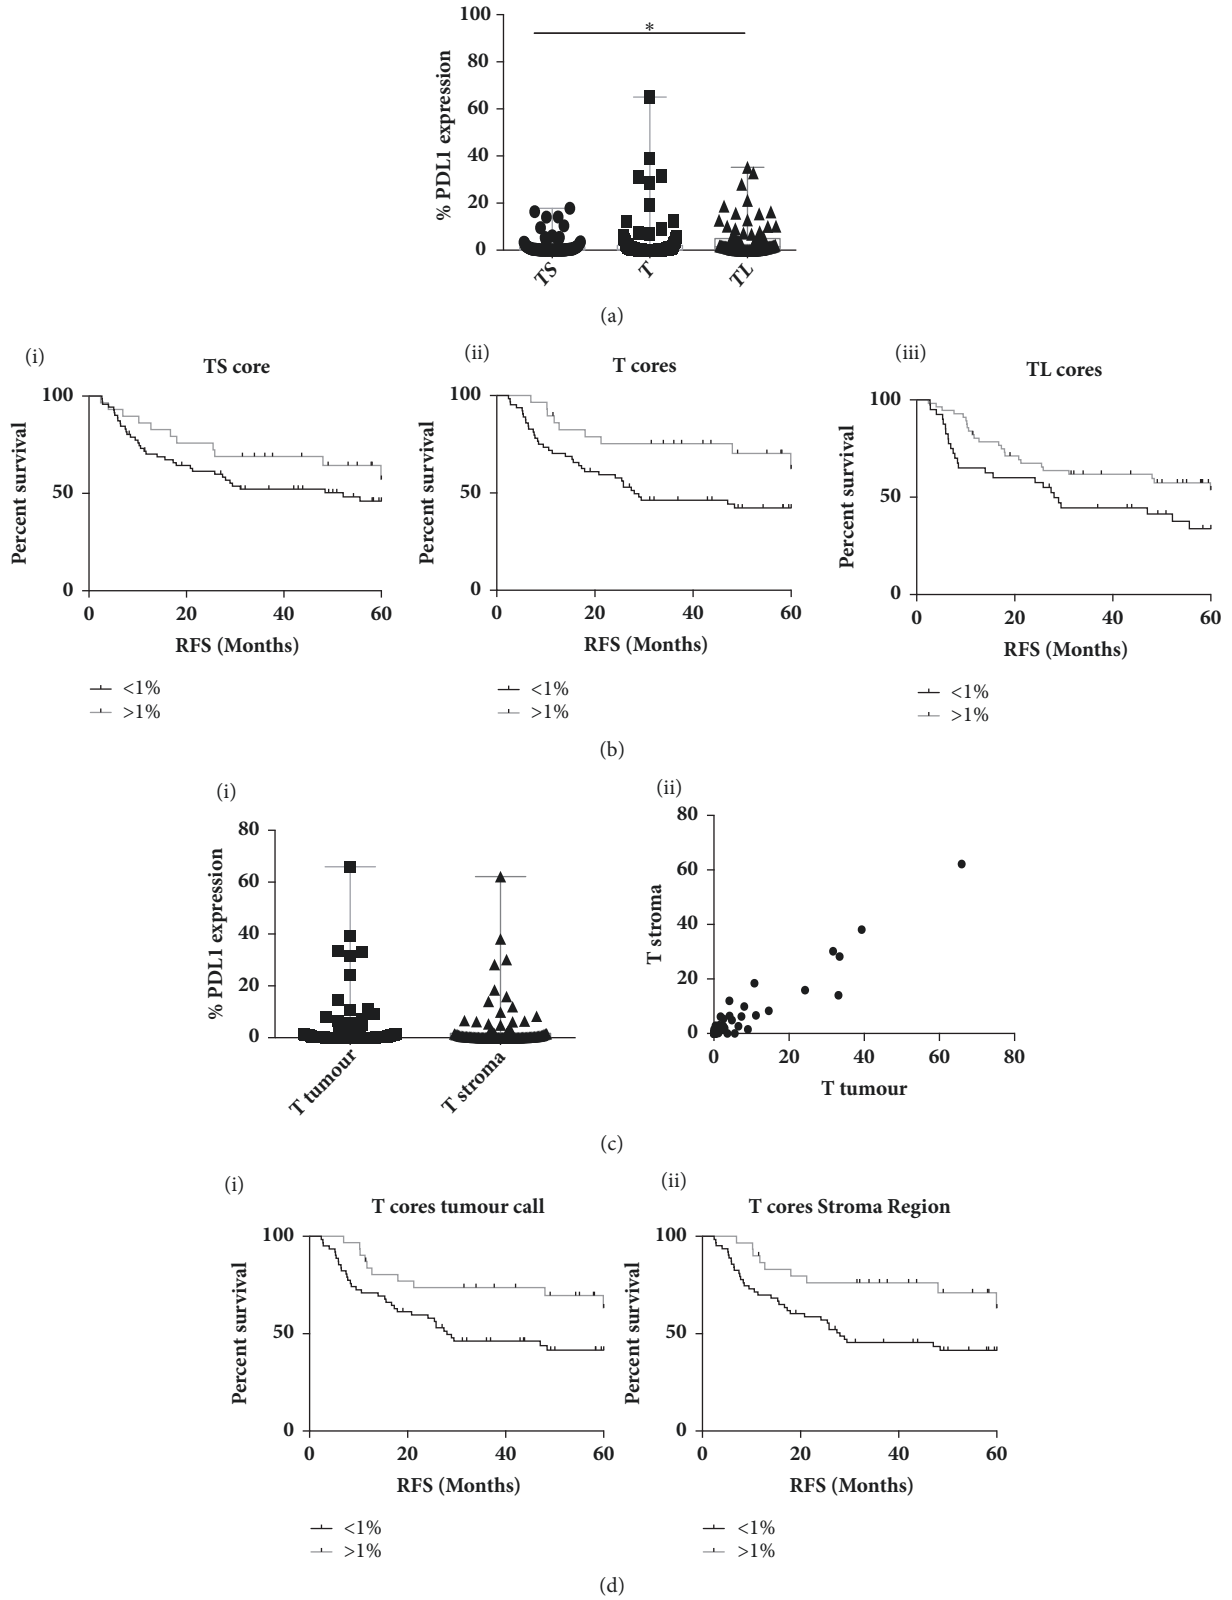 100
80
60
40
20
0
% PDL1 expression
*
TS
T
TL
(a)
(i)
TS core
100
50
0
Percent survival
0 20 40 60
RFS (Months)
<1%
>1%
(ii)
T cores
100
50
0
Percent survival
0 20 40 60
RFS (Months)
<1%
>1%
(iii)
TL cores
100
50
0
Percent survival
0 20 40 60
RFS (Months)
<1%
>1%
(b)
(i)
80
60
40
20
0
% PDL1 expression
T tumour
T stroma
(ii)
80
60
40
20
0
T stroma
0 20 40 60 80
T tumour
(c)
(i)
T cores tumour call
100
50
0
Percent survival
0 20 40 60
RFS (Months)
<1%
>1%
(ii)
T cores Stroma Region
100
50
0
Percent survival
0 20 40 60
RFS (Months)
<1%
>1%
(d)